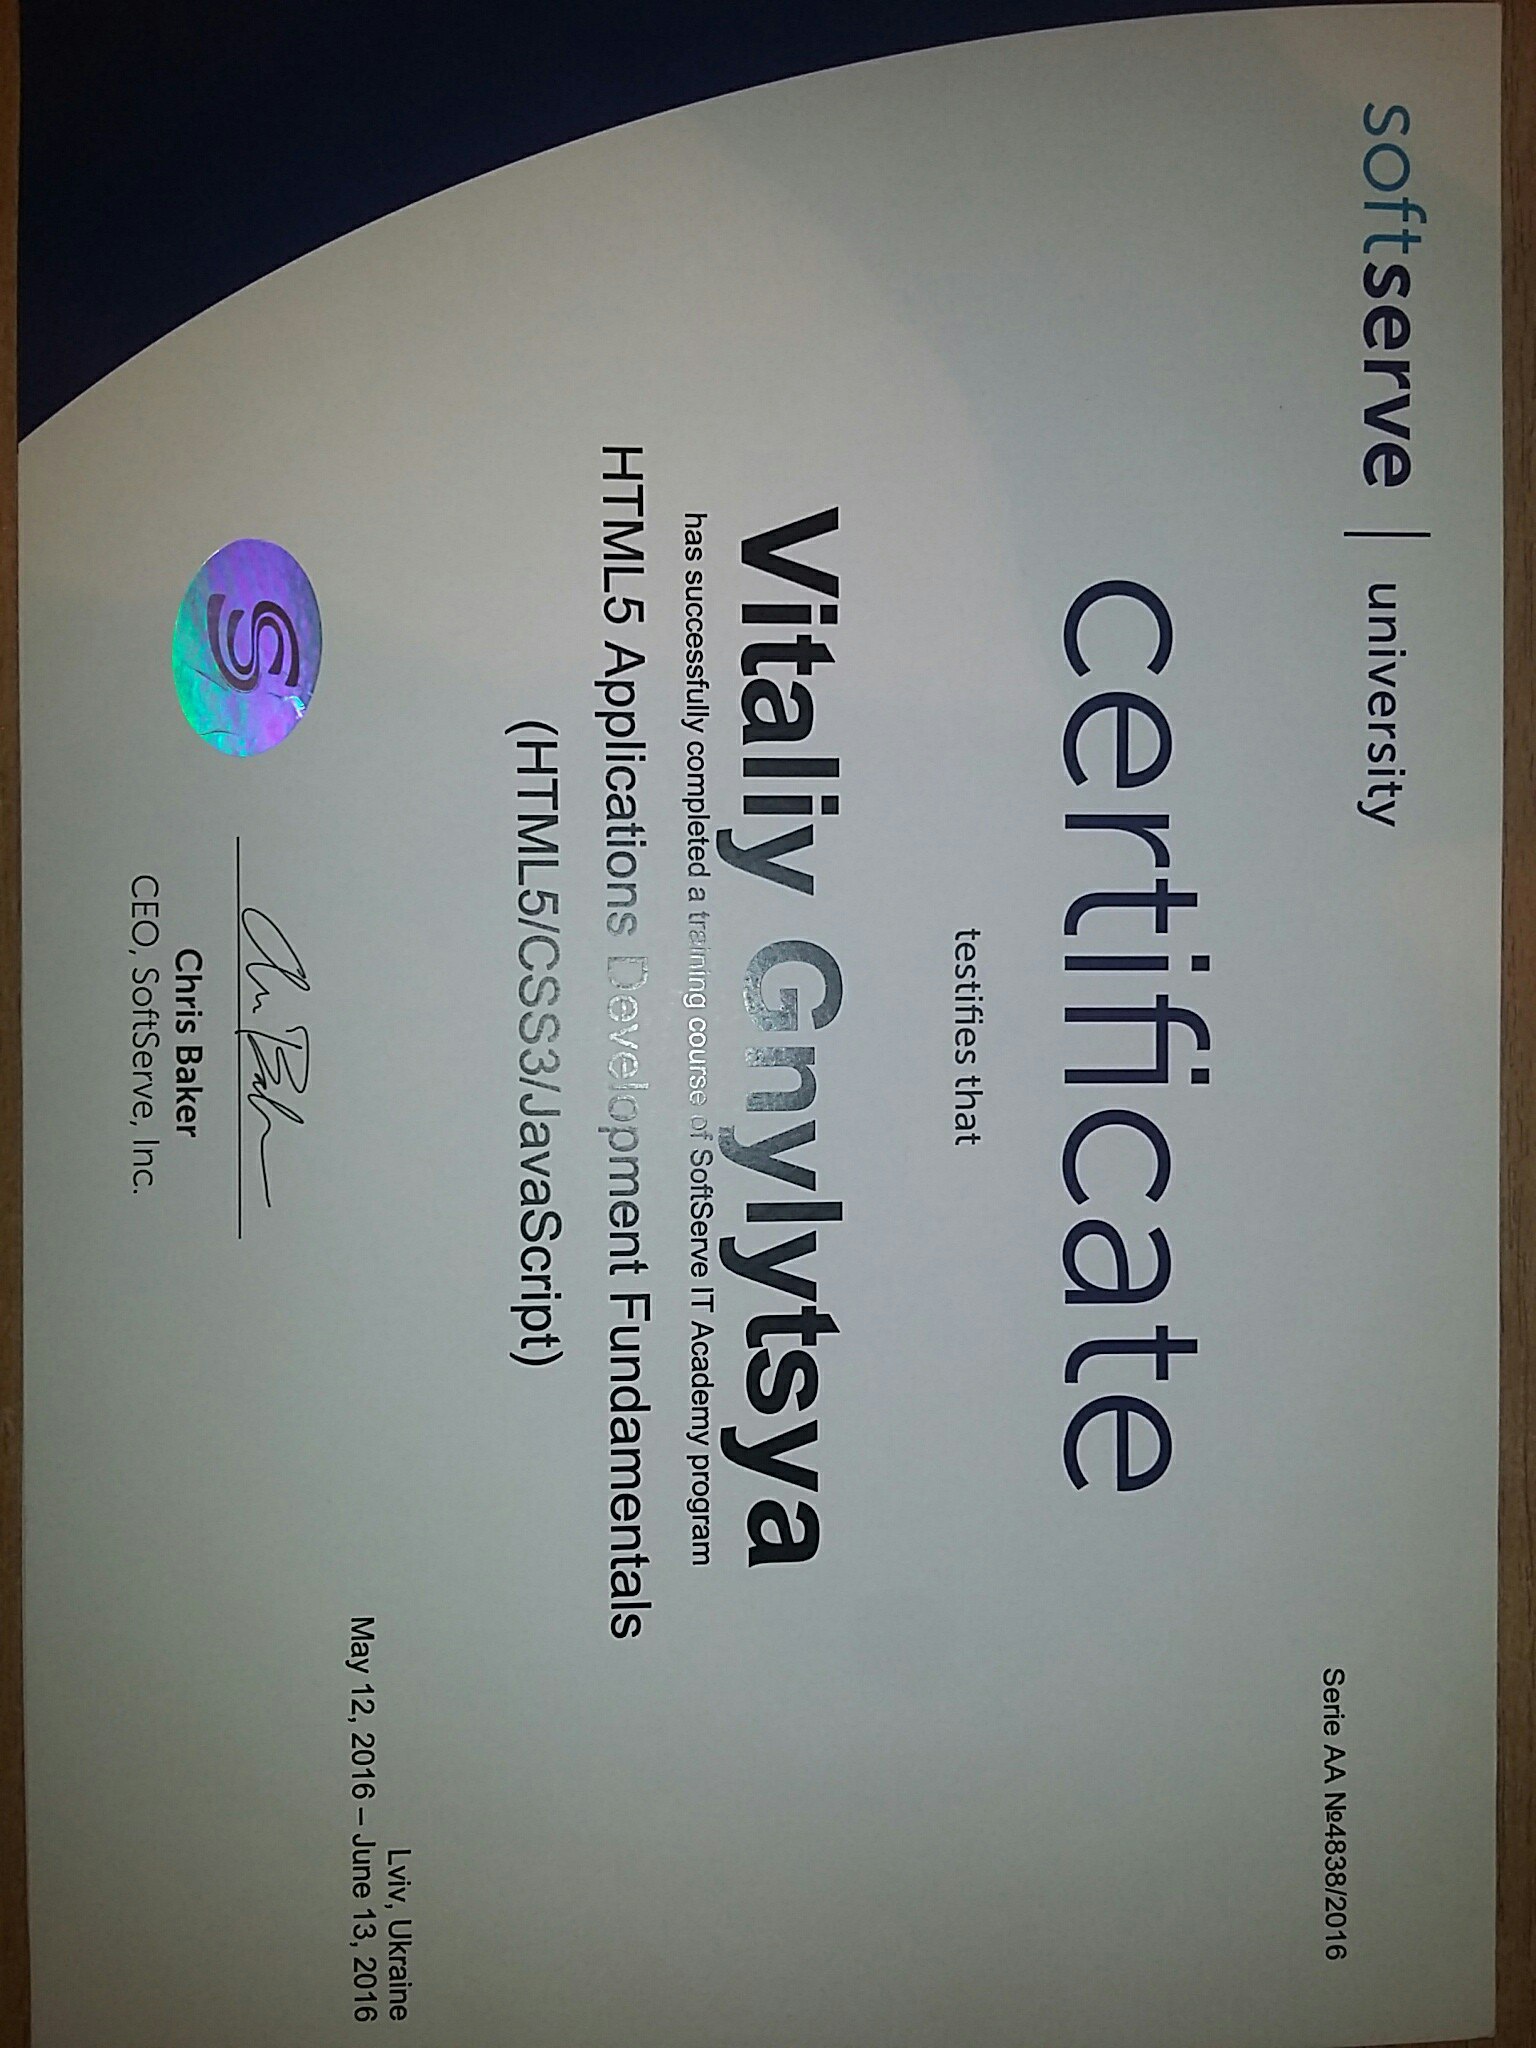 softserve | university
Serie AA №4838/2016
certificate
testifies that
Vitaliy Gnylytsya
has successfully completed a training course of SoftServe IT Academy program
HTML5 Applications Development Fundamentals
(HTML5/CSS3/JavaScript)
Lviv, Ukraine
May 12, 2016 – June 13, 2016
Chris Baker
CEO, SoftServe, Inc.